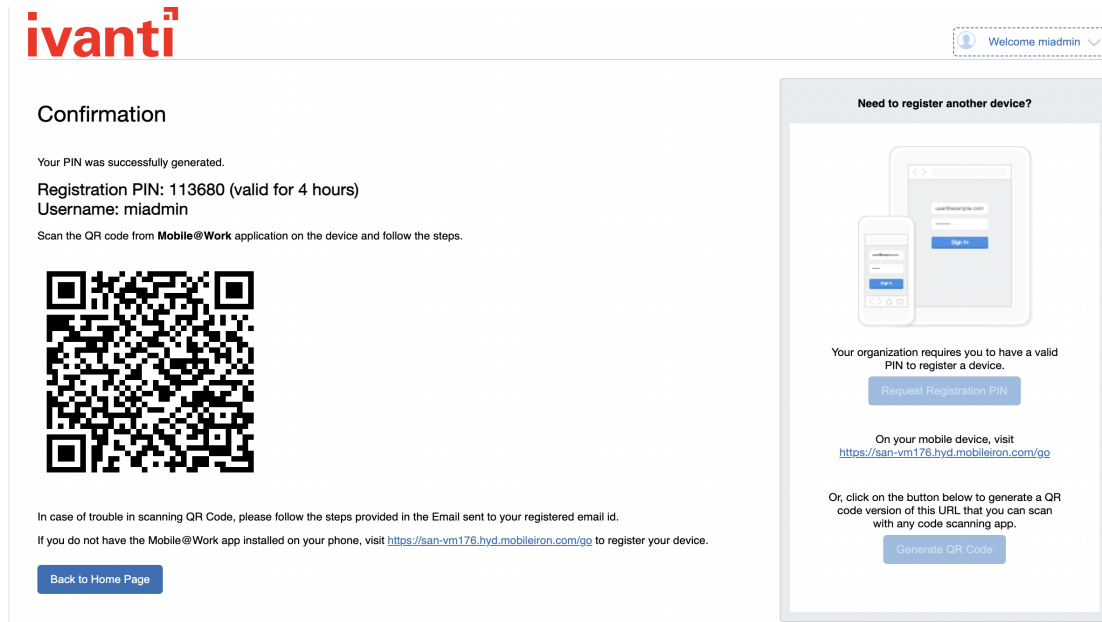 ivanti
Welcome miadmin
Confirmation
Your PIN was successfully generated.
Registration PIN: 113680 (valid for 4 hours)
Username: miadmin
Scan the QR code from Mobile@Work application on the device and follow the steps.
In case of trouble in scanning QR Code, please follow the steps provided in the Email sent to your registered email id.
If you do not have the Mobile@Work app installed on your phone, visit https://san-vm176.hyd.mobileiron.com/go to register your device.
Back to Home Page
Need to register another device?
Sign In
Sign In
Your organization requires you to have a valid
PIN to register a device.
Request Registration PIN
On your mobile device, visit
https://san-vm176.hyd.mobileiron.com/go
Or, click on the button below to generate a QR
code version of this URL that you can scan
with any code scanning app.
Generate QR Code